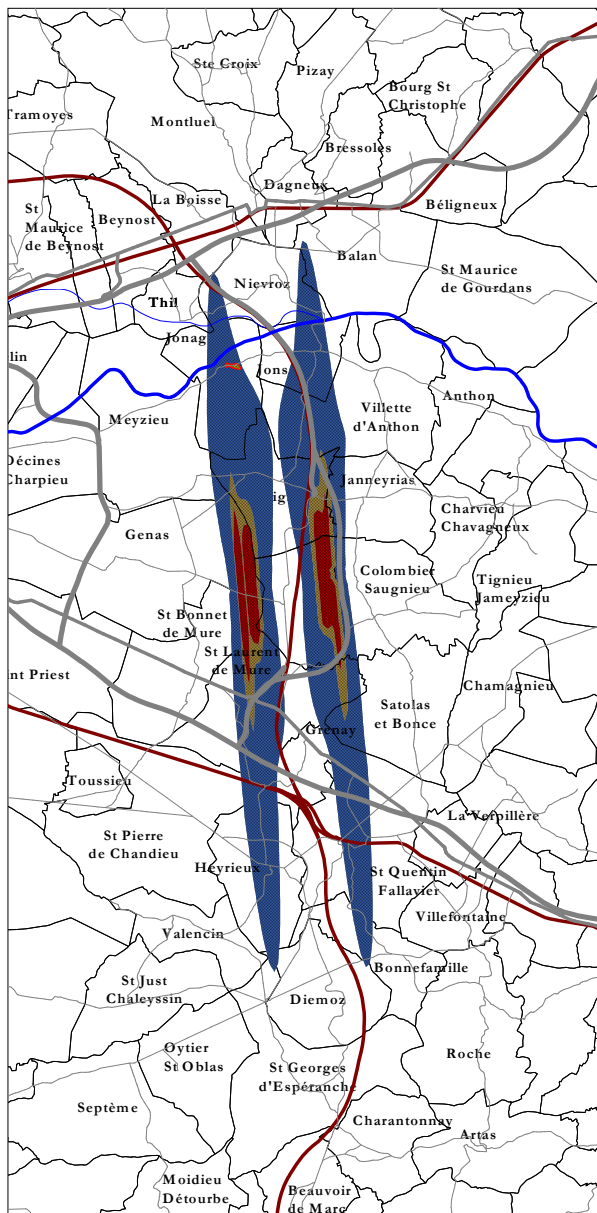 Ste Croix
Pizay
Bourg St
Christophe
Tramoyes
Montluel
Bressoles
Dagneux
La Boisse
Béligneux
St
Maurice
de Beynost
Beynost
Balan
St Maurice
de Gourdans
Nievroz
Thil
Jonag
Jons
lin
Anthon
Villette
d'Anthon
Meyzieu
Décines
Charpieu
Janneyrias
ig
Charvieu
Chavagneux
Genas
Colombier
Saugnieu
Tignieu
Jameyzieu
St Bonnet
de Mure
St Laurent
de Mure
nt Priest
Chamagnieu
Satolas
et Bonce
Grenay
Toussieu
La Verpillère
St Pierre
de Chandieu
Heyrieux
St Quentin
Fallavier
Villefontaine
Valencin
Bonnefamille
St Just
Chaleyssin
Diemoz
Oytier
St Oblas
St Georges
d'Espéranche
Roche
Septème
Charantonnay
Artas
Moidieu
Détourbe
Beauvoir
de Marc